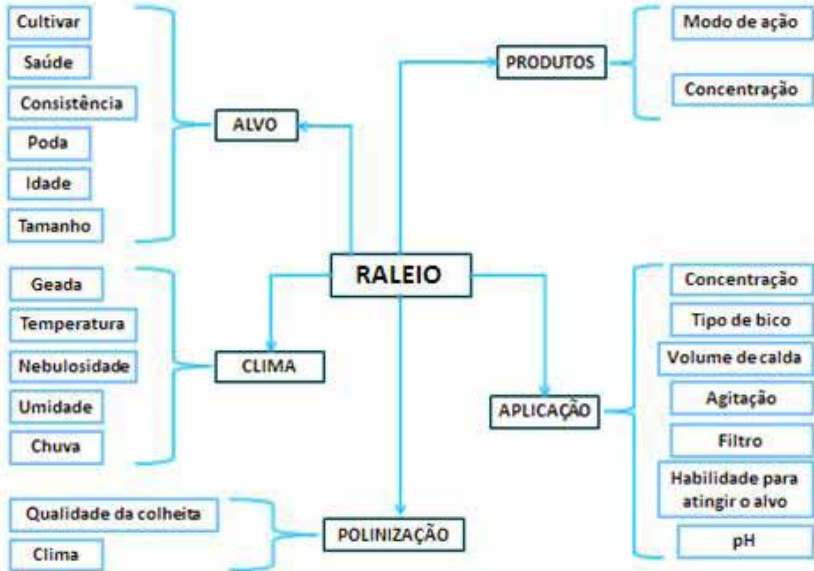 Cultivar
Saúde
Consistência
Poda
Idade
Tamanho
ALVO
PRODUTOS
Modo de ação
Concentração
RALEIO
Geada
Temperatura
Nebulosidade
Umidade
Chuva
CLIMA
APLICAÇÃO
Concentração
Tipo de bico
Volume de calda
Agitação
Filtro
Habilidade para
atingir o alvo
pH
Qualidade da colheita
Clima
POLINIZAÇÃO